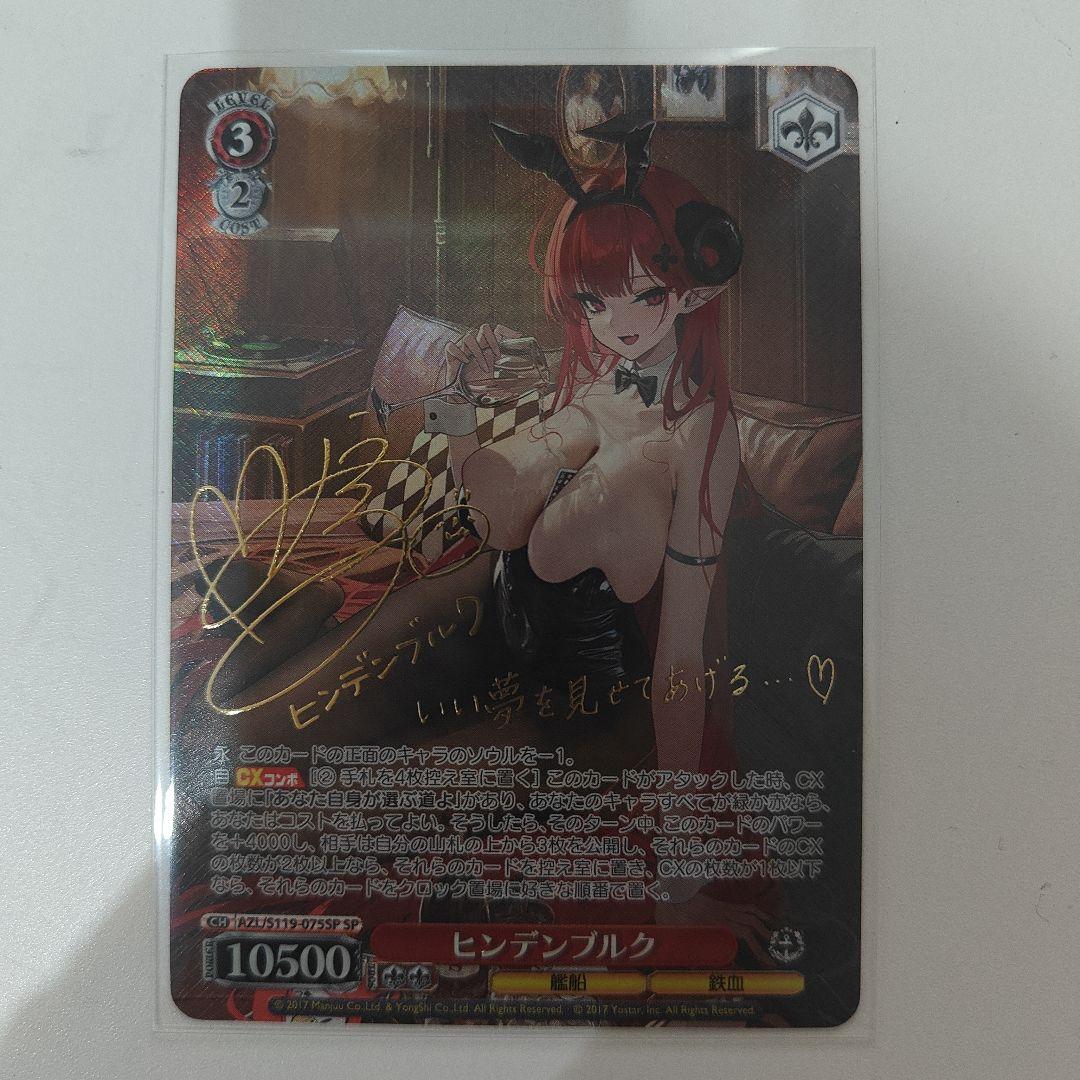 LEVEL
3
2
COST
ヒンデンブルク
いい夢を見せてあげる…♡
永 このカードの正面のキャラのソウルを－1。
自 CXコンボ [② 手札を4枚控え室に置く] このカードがアタックした時、CX
置場に「あなた自身が選ぶ道よ」があり、あなたのキャラすべてが緑か赤なら、
あなたはコストを払ってよい。そうしたら、そのターン中、このカードのパワー
を＋4000し、相手は自分の山札の上から3枚を公開し、それらのカードのCX
の枚数が2枚以上なら、それらのカードを控え室に置き、CXの枚数が1枚以下
なら、それらのカードをクロック置場に好きな順番で置く。
CH AZL/S119-075SP SP
POWER 10500 SOUL
ヒンデンブルク
艦船 鉄血
© 2017 Manjuu Co.,Ltd. & YongShi Co.,Ltd. All Rights Reserved. © 2017 Yostar, Inc. All Rights Reserved.